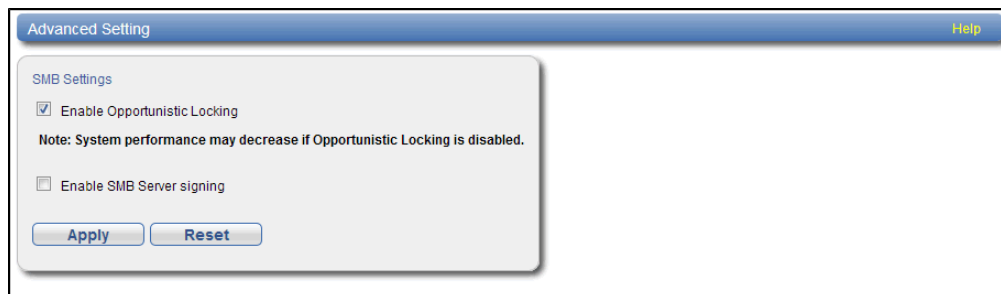 Advanced Setting Help
SMB Settings
Enable Opportunistic Locking
Note: System performance may decrease if Opportunistic Locking is disabled.
Enable SMB Server signing
Apply Reset